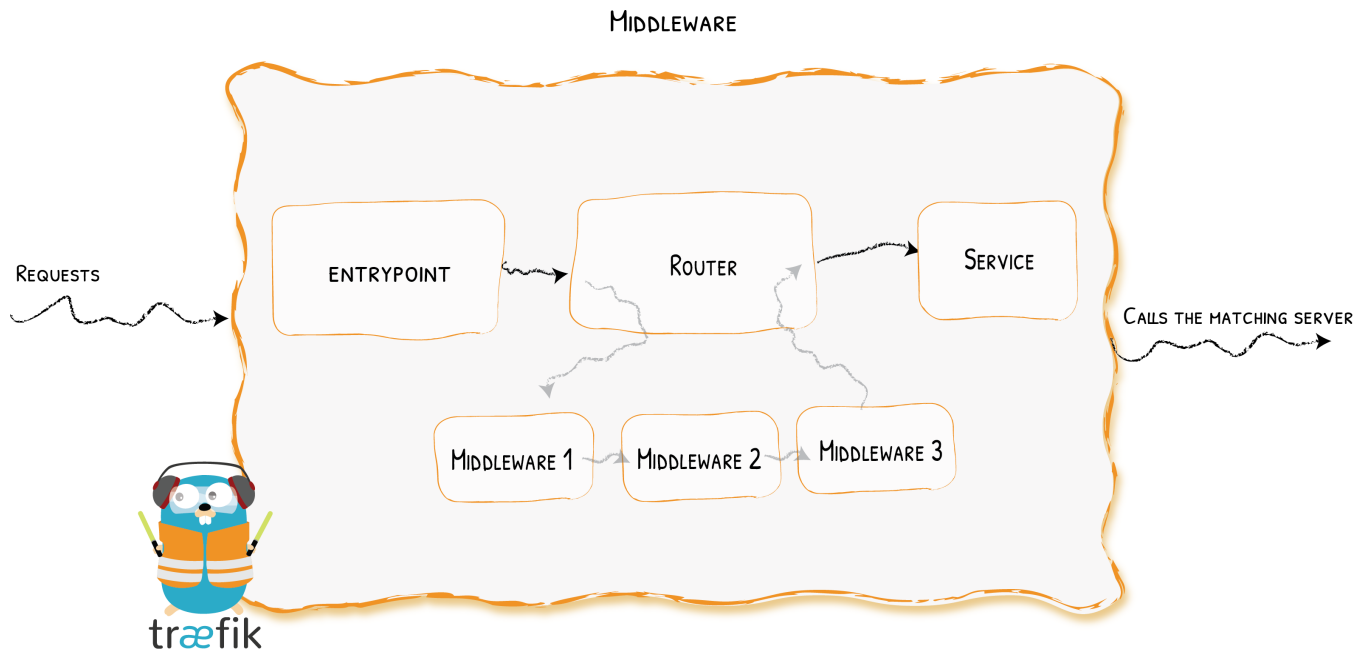 Middleware
Requests
entrypoint
Router
Service
Calls the matching server
Middleware 1
Middleware 2
Middleware 3
træfik